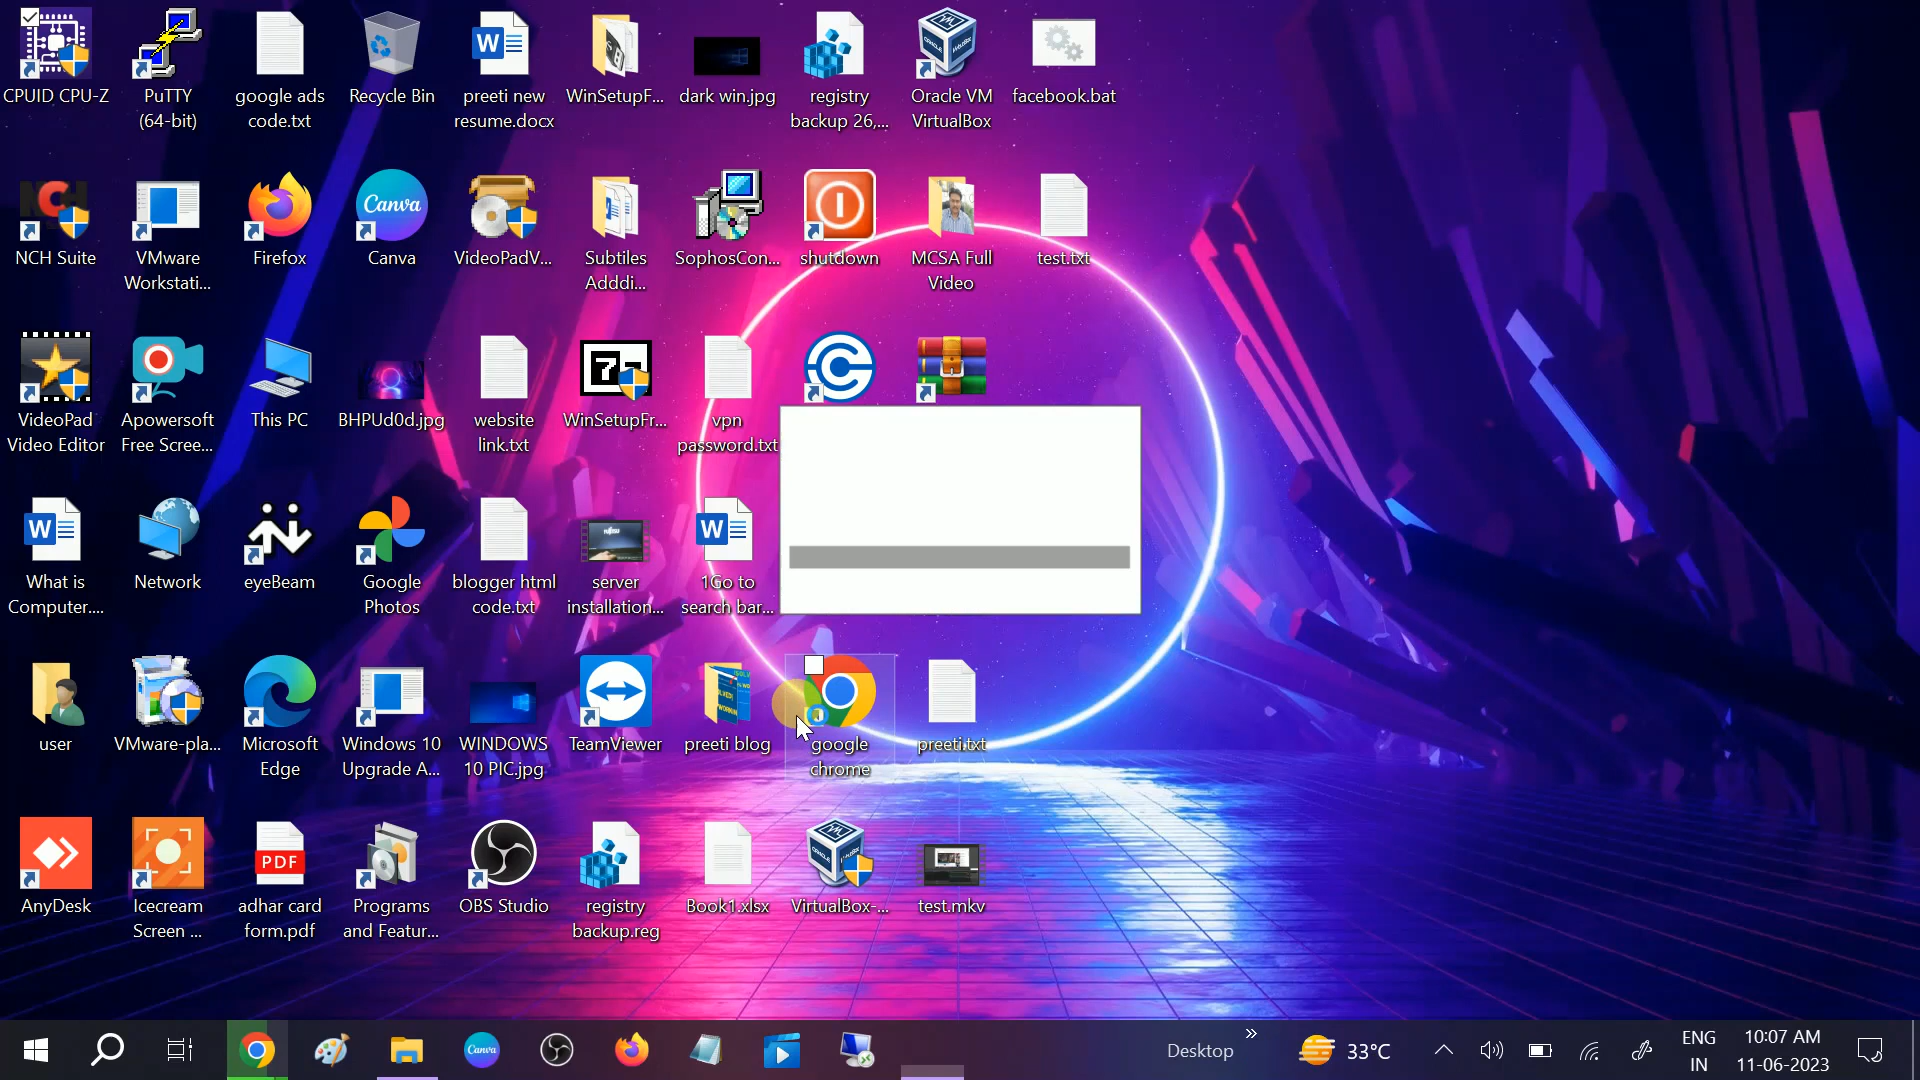 CPUID CPU-Z
PuTTY
(64-bit)
google ads
code.txt
Recycle Bin
preeti new
resume.docx
WinSetupF...
dark win.jpg
registry
backup 26,...
Oracle VM
VirtualBox
facebook.bat
NCH Suite
VMware
Workstati...
Firefox
Canva
Canva
VideoPadV...
Subtiles
Adddi...
SophosCon...
shutdown
MCSA Full
Video
test.txt
VideoPad
Video Editor
Apowersoft
Free Scree...
This PC
BHPUd0d.jpg
website
link.txt
WinSetupFr...
vpn
password.txt
What is
Computer....
Network
eyeBeam
Google
Photos
blogger html
code.txt
server
installation...
1Go to
search bar...
user
VMware-pla...
Microsoft
Edge
Windows 10
Upgrade A...
WINDOWS
10 PIC.jpg
TeamViewer
preeti blog
google
chrome
preeti.txt
AnyDesk
Icecream
Screen ...
PDF
adhar card
form.pdf
Programs
and Featur...
OBS Studio
registry
backup.reg
Book1.xlsx
VirtualBox-...
test.mkv
Canva
Desktop
33°C
ENG
IN
10:07 AM
11-06-2023